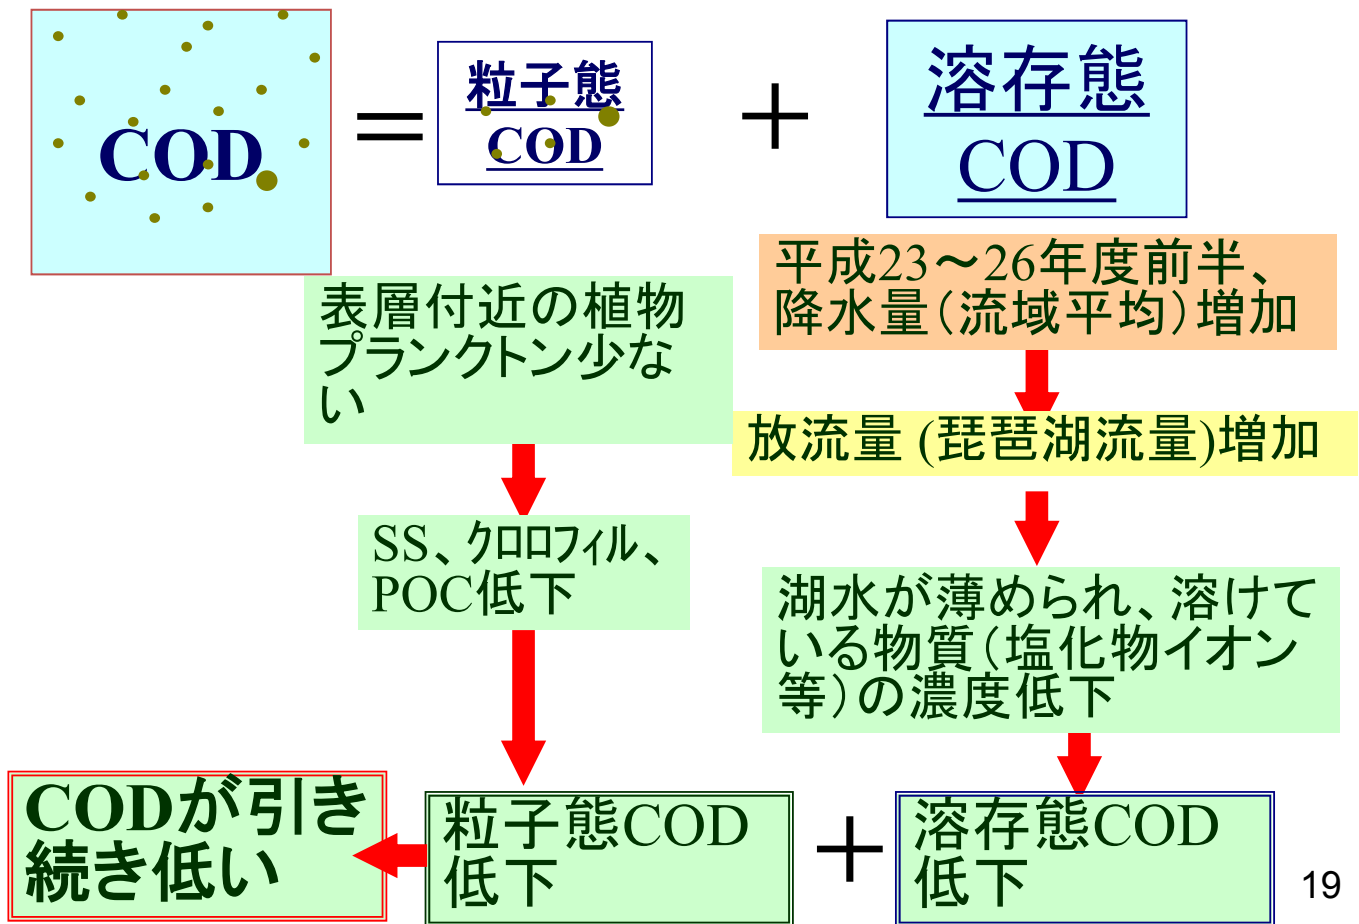 COD
=
粒子態
COD
+
溶存態
COD
平成23～26年度前半、
降水量（流域平均）増加
表層付近の植物
プランクトン少な
い
放流量 (琵琶湖流量)増加
SS、ｸﾛﾛﾌｨﾙ、
POC低下
湖水が薄められ、溶けて
いる物質（塩化物イオン
等）の濃度低下
CODが引き
続き低い
粒子態COD
低下
+
溶存態COD
低下
19